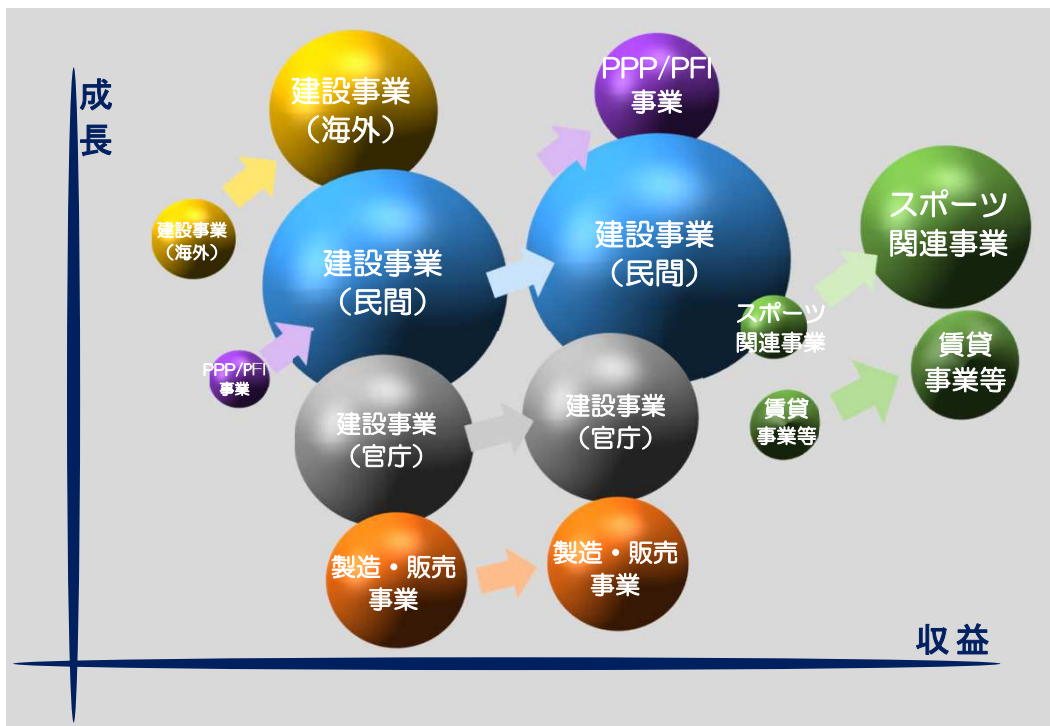 成
長
建設事業
（海外）
PPP/PFI
事業
建設事業
（海外）
建設事業
（民間）
建設事業
（民間）
スポーツ
関連事業
PPP/PFI
事業
スポーツ
関連事業
賃貸
事業等
建設事業
（官庁）
建設事業
（官庁）
賃貸
事業等
製造・販売
事業
製造・販売
事業
収益